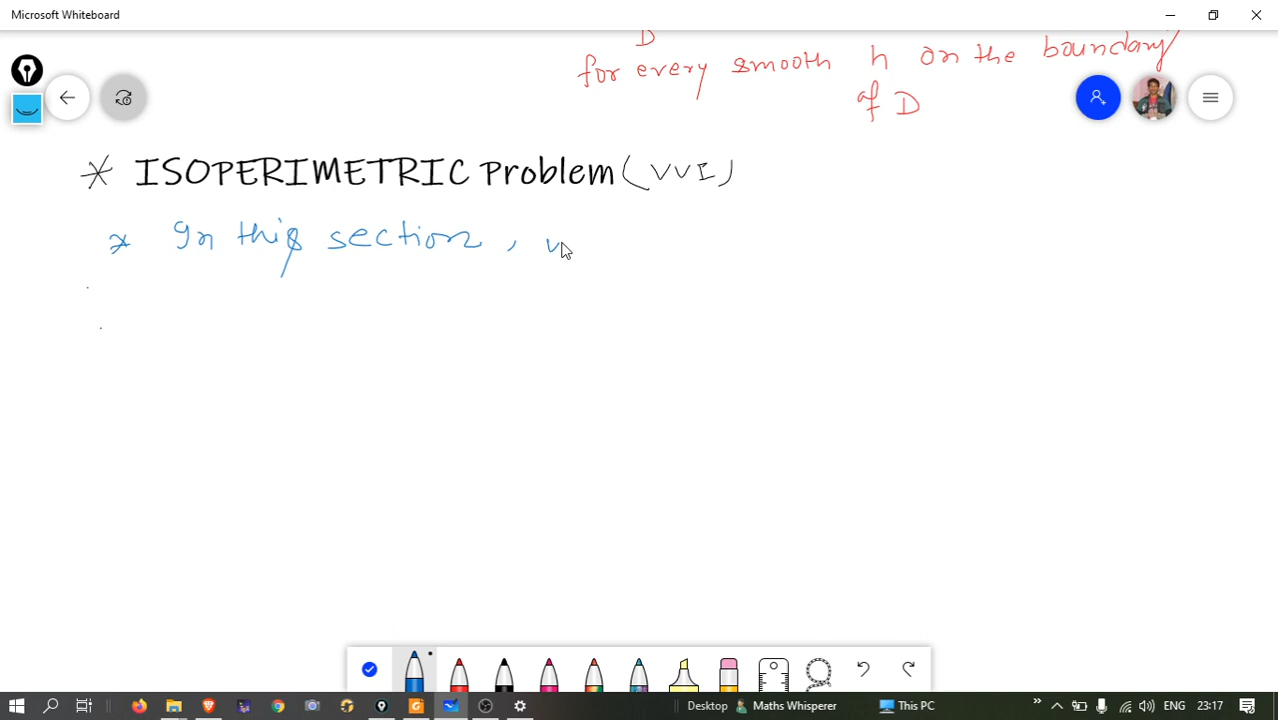 Microsoft Whiteboard
D
for every smooth h on the boundary
of D
* ISOPERIMETRIC Problem (VVI)
* In this section ,
Desktop
Maths Whisperer
This PC
ENG
23:17